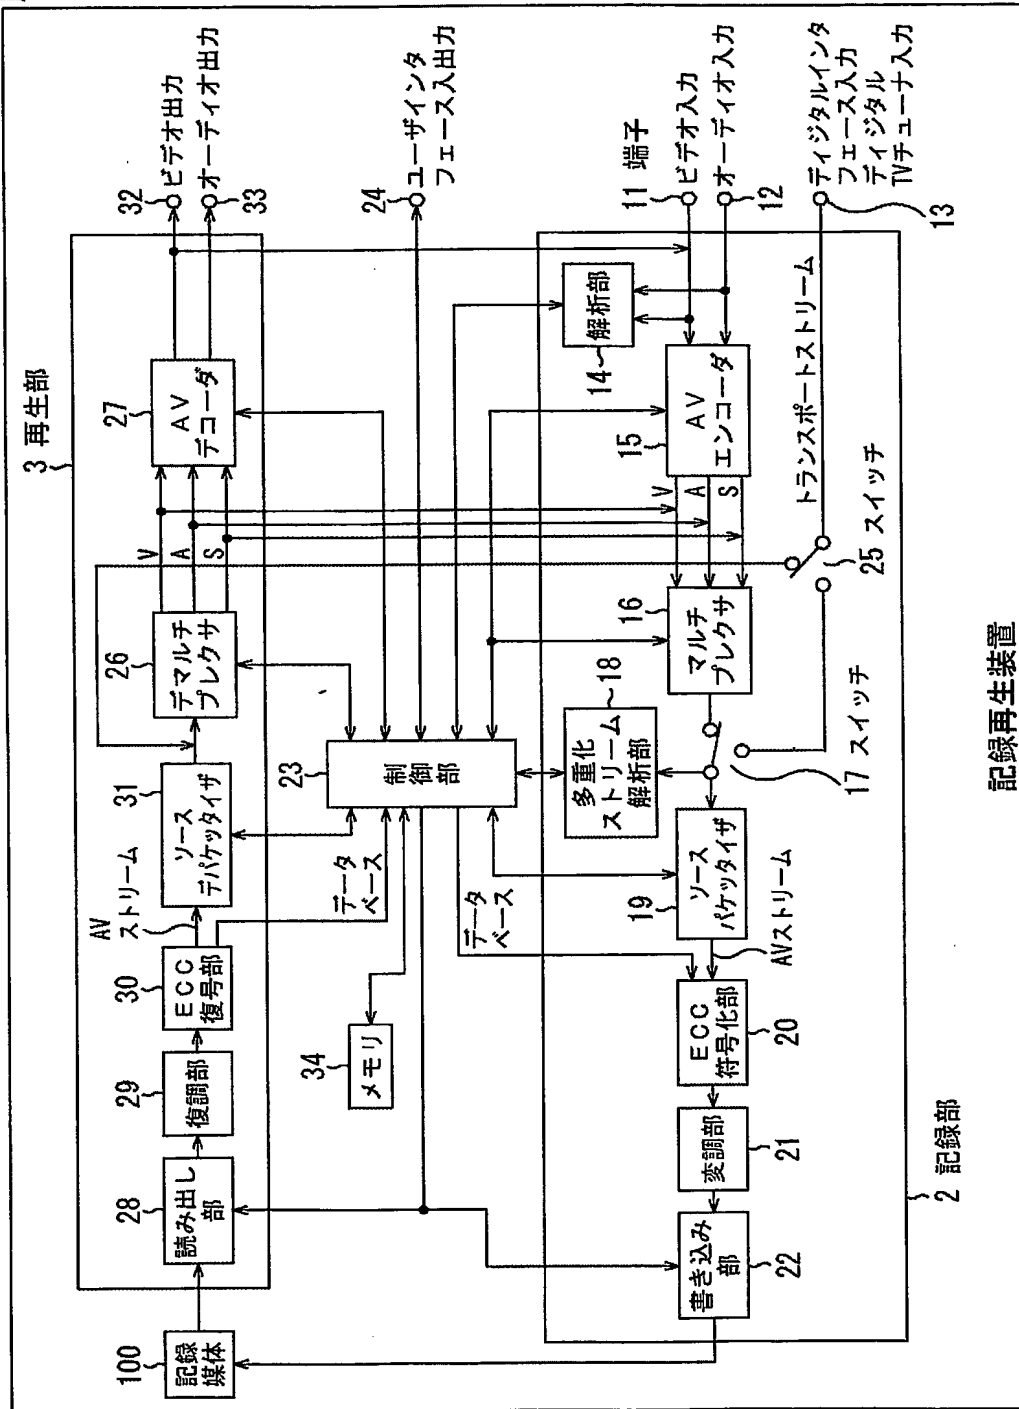 3 再生部
100
記録
媒体
28
読み出し
部
29
復調部
30
ECC
復号部
AV
ストリーム
31
ソース
デパケッタイザ
26
デマルチ
プレクサ
V
A
S
27
AV
デコーダ
32
ビデオ出力
オーディオ出力
33
34
メモリ
データ
ベース
23
制御
部
24
ユーザインタ
フェース入出力
データ
ベース
11 端子
ビデオ入力
オーディオ入力
12
ディジタルインタ
フェース入力
ディジタル
TVチューナ入力
13
14
解析部
15
AV
エンコーダ
V
A
S
トランスポートストリーム
25 スイッチ
16
マルチ
プレクサ
18
多重化
ストリーム
解析部
17 スイッチ
19
ソース
パケッタイザ
AVストリーム
ECC
符号化部
20
変調部
21
書き込み
部
22
2 記録部
記録再生装置